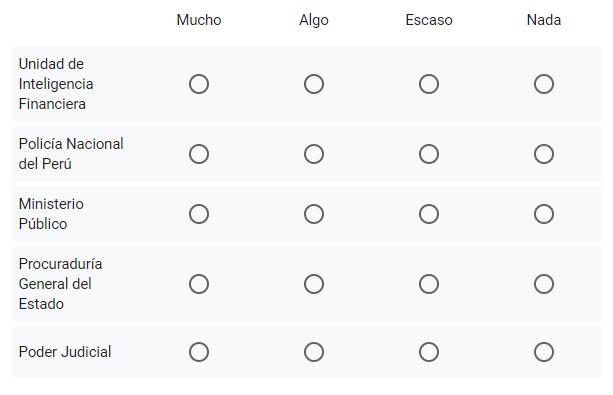 Mucho Algo Escaso Nada
Unidad de
Inteligencia
Financiera
Policía Nacional
del Perú
Ministerio
Público
Procuraduría
General del
Estado
Poder Judicial